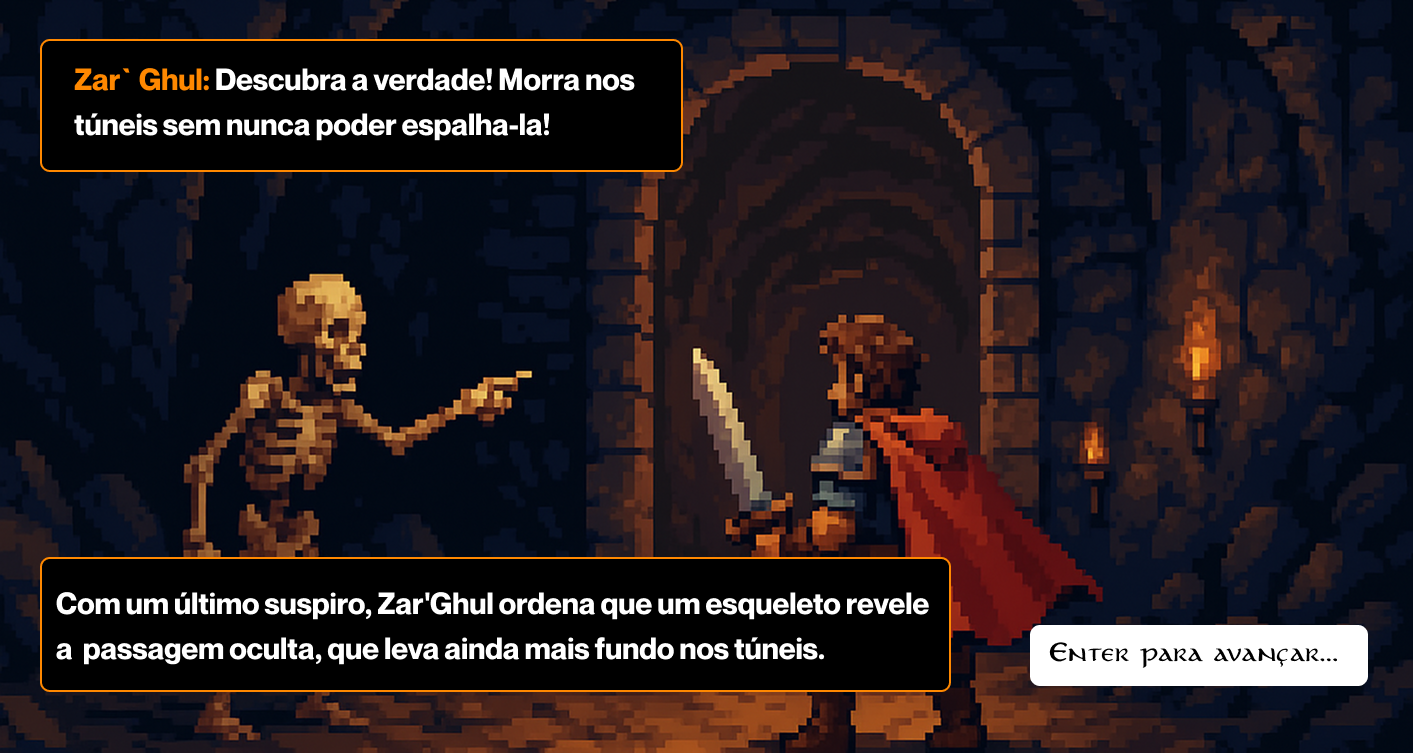 Zar` Ghul: Descubra a verdade! Morra nos
túneis sem nunca poder espalha-la!
Com um último suspiro, Zar'Ghul ordena que um esqueleto revele
a  passagem oculta, que leva ainda mais fundo nos túneis.
Enter para avançar...